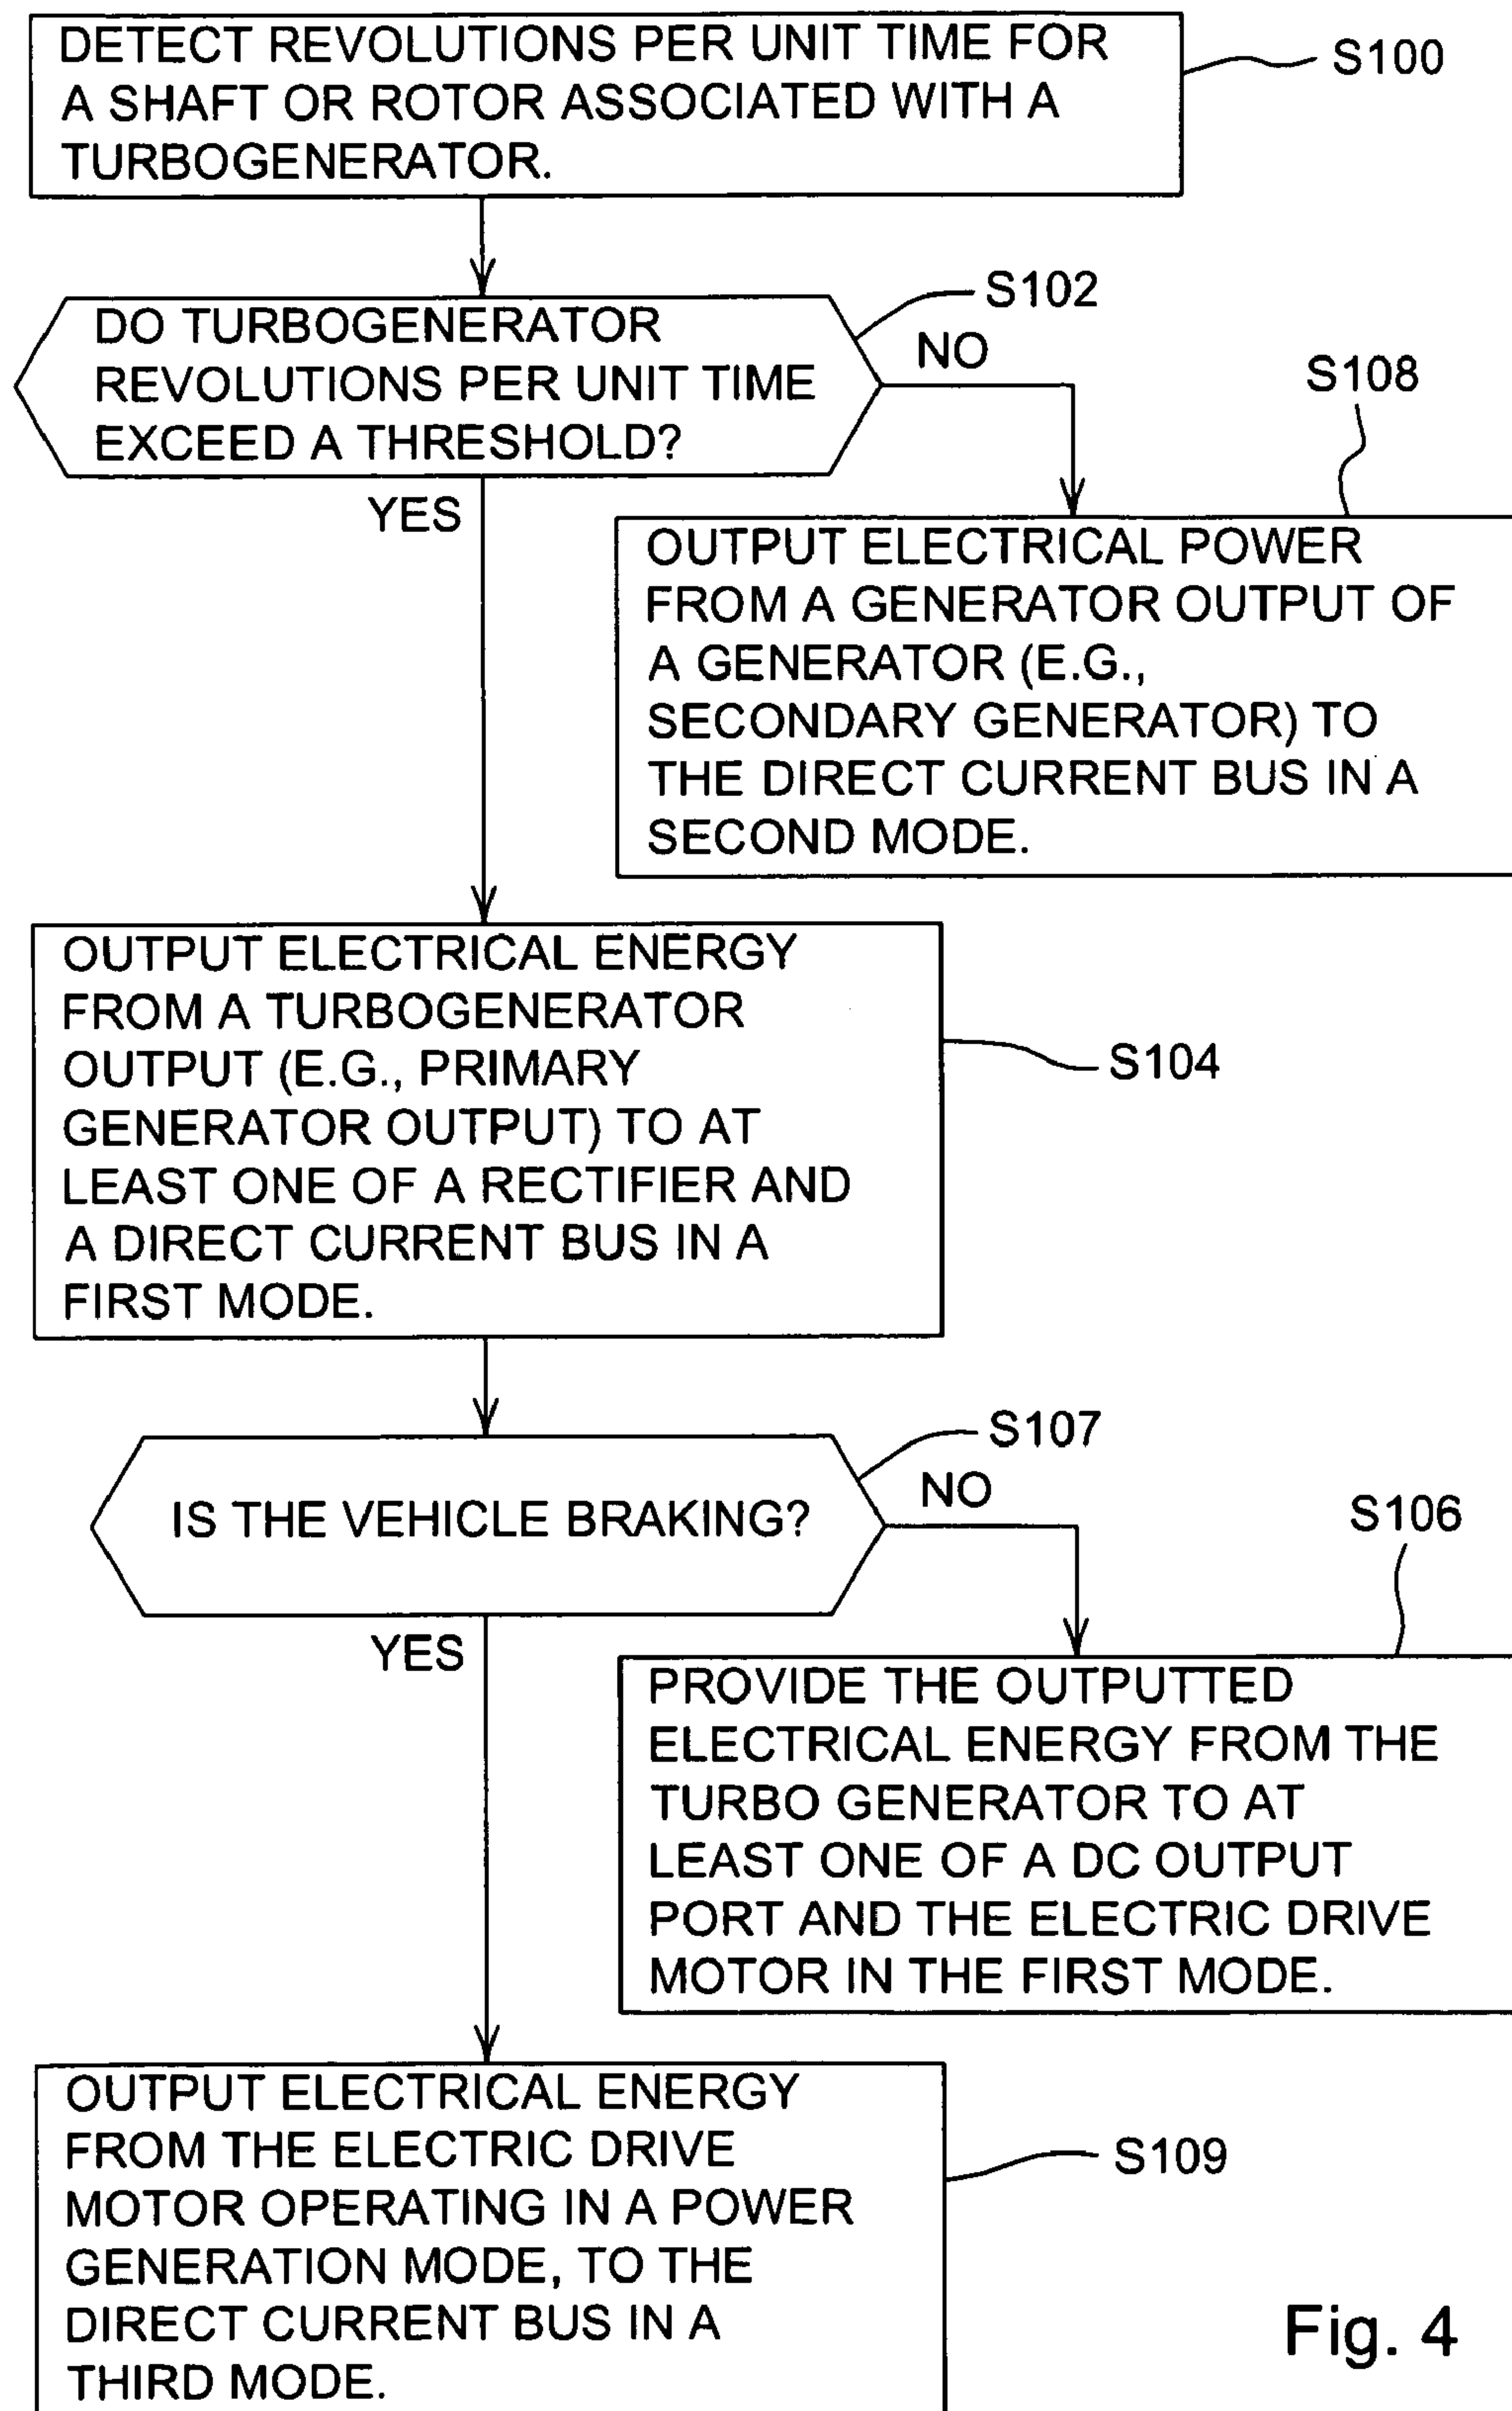 DETECT REVOLUTIONS PER UNIT TIME FOR
A SHAFT OR ROTOR ASSOCIATED WITH A
TURBOGENERATOR.
S100
DO TURBOGENERATOR
REVOLUTIONS PER UNIT TIME
EXCEED A THRESHOLD?
S102
NO
YES
S108
OUTPUT ELECTRICAL POWER
FROM A GENERATOR OUTPUT OF
A GENERATOR (E.G.,
SECONDARY GENERATOR) TO
THE DIRECT CURRENT BUS IN A
SECOND MODE.
OUTPUT ELECTRICAL ENERGY
FROM A TURBOGENERATOR
OUTPUT (E.G., PRIMARY
GENERATOR OUTPUT) TO AT
LEAST ONE OF A RECTIFIER AND
A DIRECT CURRENT BUS IN A
FIRST MODE.
S104
IS THE VEHICLE BRAKING?
S107
NO
YES
S106
PROVIDE THE OUTPUTTED
ELECTRICAL ENERGY FROM THE
TURBO GENERATOR TO AT
LEAST ONE OF A DC OUTPUT
PORT AND THE ELECTRIC DRIVE
MOTOR IN THE FIRST MODE.
OUTPUT ELECTRICAL ENERGY
FROM THE ELECTRIC DRIVE
MOTOR OPERATING IN A POWER
GENERATION MODE, TO THE
DIRECT CURRENT BUS IN A
THIRD MODE.
S109
Fig. 4